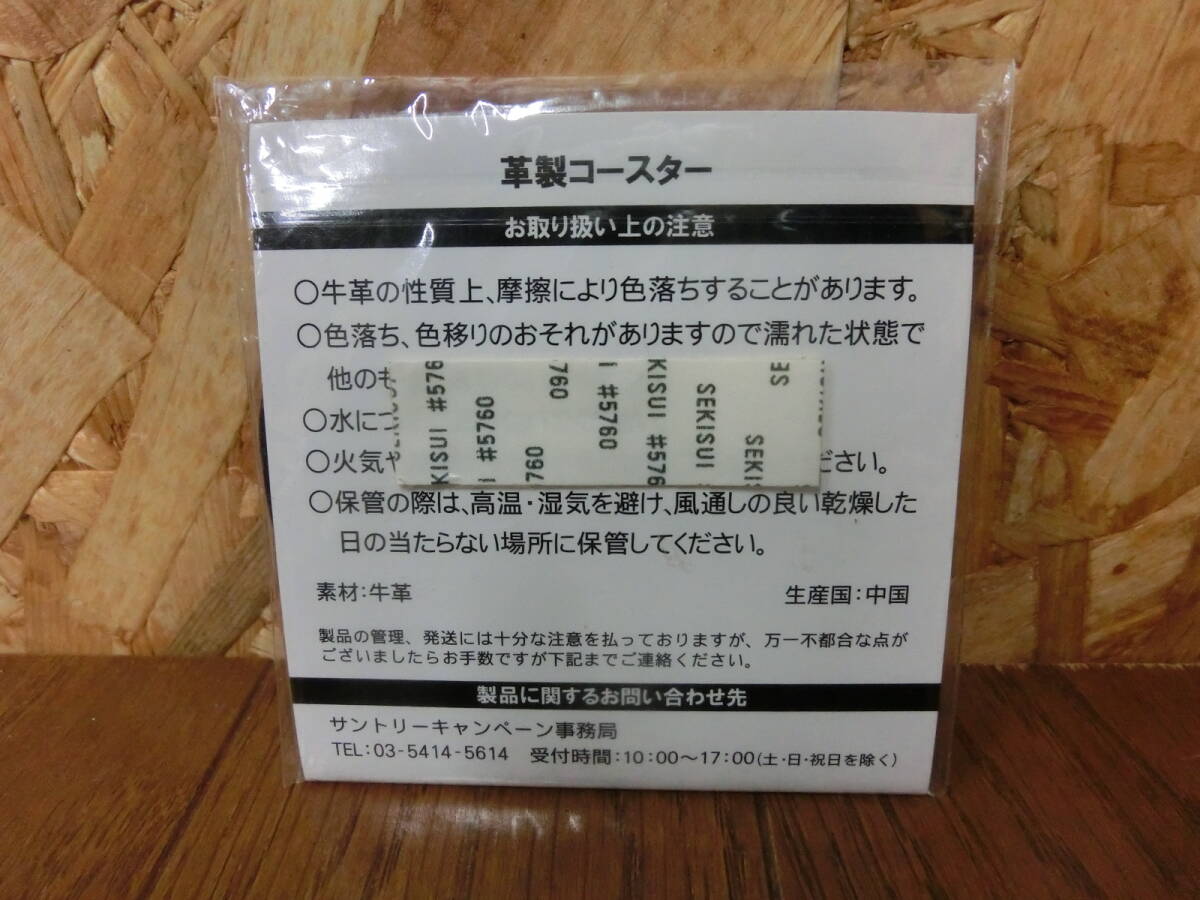 革製コースター
お取り扱い上の注意
○牛革の性質上、摩擦により色落ちすることがあります。
○色落ち、色移りのおそれがありますので濡れた状態で
他のも
○水につ
○火気や ださい。
○保管の際は、高温・湿気を避け、風通しの良い乾燥した
日の当たらない場所に保管してください。
KISUI #576
#5760
760
760
#5760
KISUI #576
SEKISUI
SEKIS
SE
素材:牛革 生産国:中国
製品の管理、発送には十分な注意を払っておりますが、万一不都合な点が
ございましたらお手数ですが下記までご連絡ください。
製品に関するお問い合わせ先
サントリーキャンペーン事務局
TEL:03-5414-5614 受付時間:10:00〜17:00(土・日・祝日を除く)